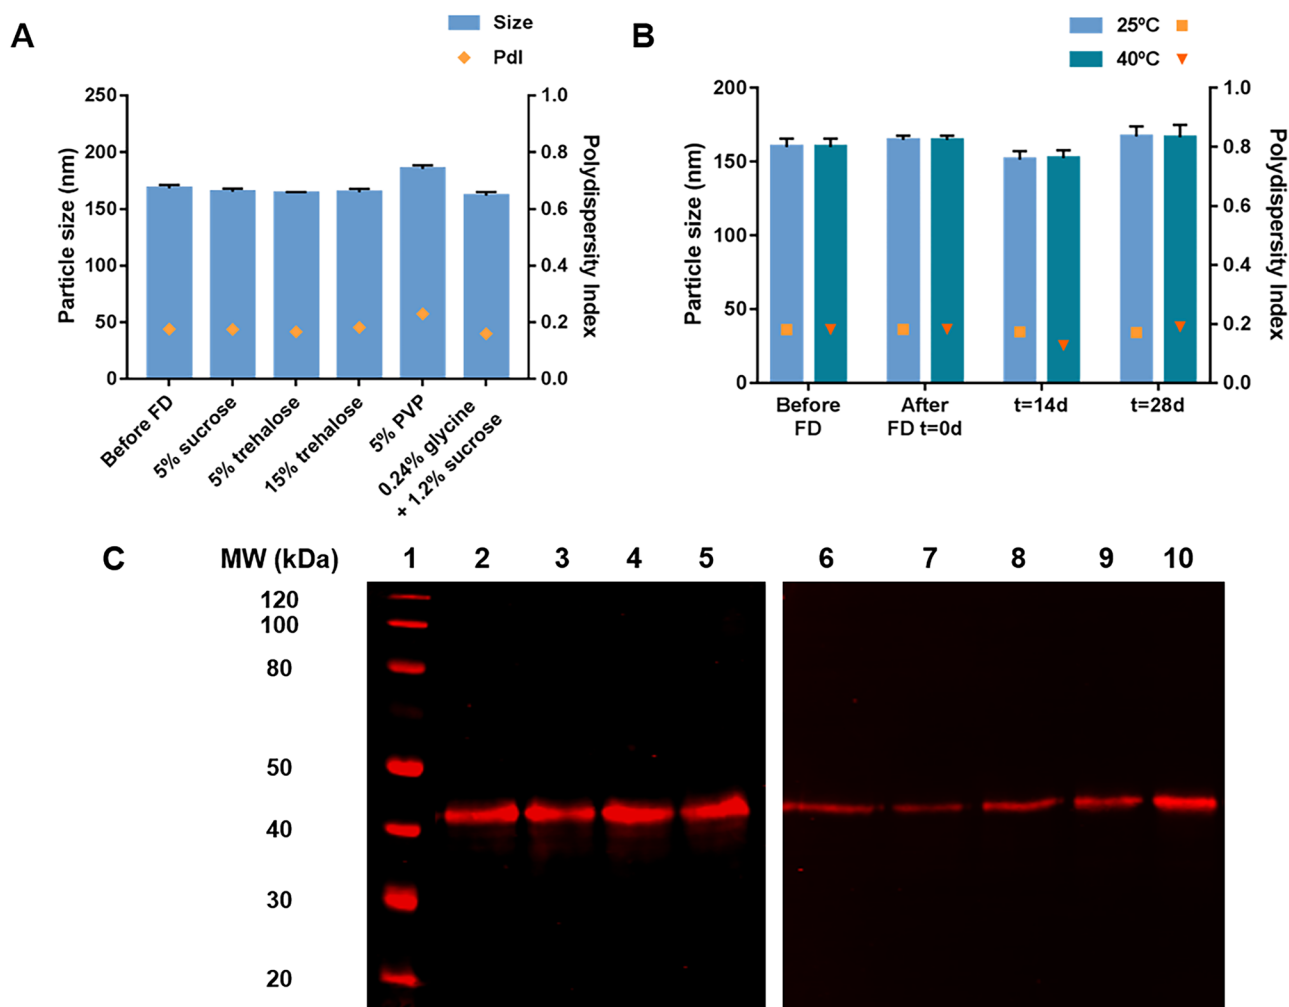 A
Size
PdI
250
200
150
100
50
0
Particle size (nm)
1.0
0.8
0.6
0.4
0.2
0.0
Polydispersity Index
Before FD
5% sucrose
5% trehalose
15% trehalose
5% PVP
0.24% glycine
+ 1.2% sucrose
B
25ºC
40ºC
200
150
100
50
0
Particle size (nm)
1.0
0.8
0.6
0.4
0.2
0.0
Polydispersity Index
Before
FD
After
FD t=0d
t=14d
t=28d
C
MW (kDa) 1 2 3 4 5 6 7 8 9 10
120
100
80
50
40
30
20